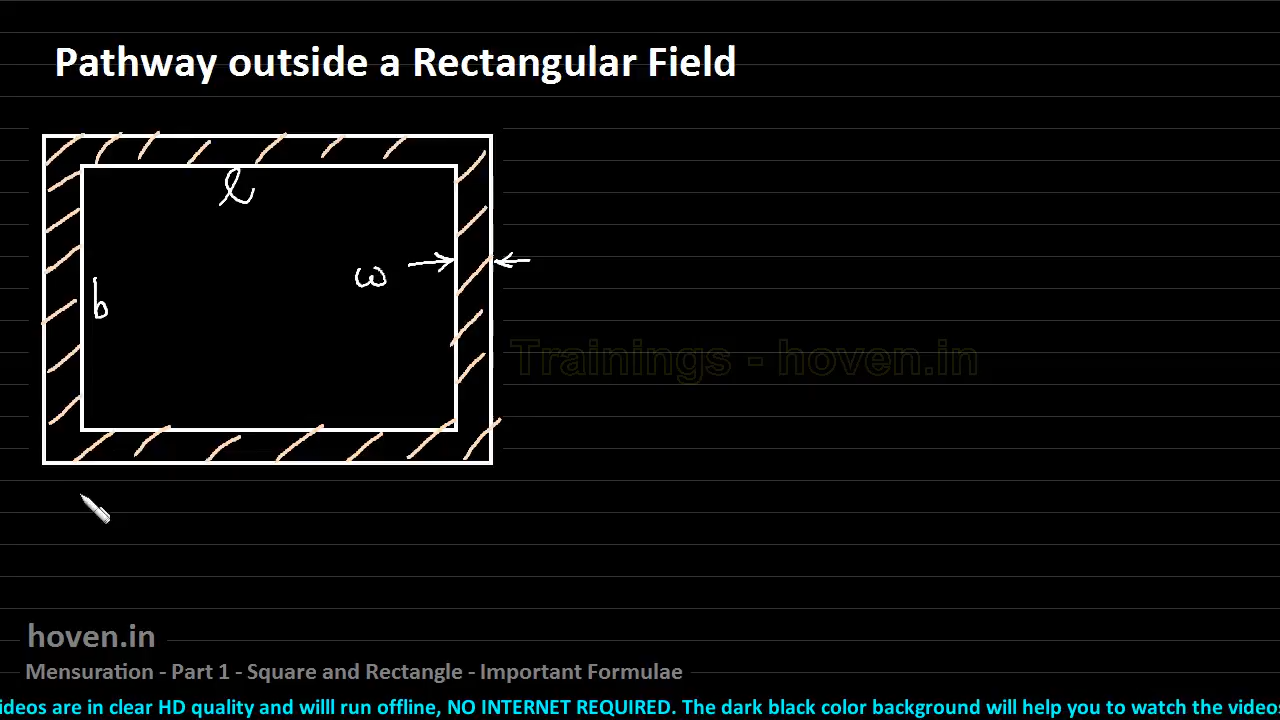 Pathway outside a Rectangular Field
l
ω
b
Trainings - hoven.in
hoven.in
Mensuration - Part 1 - Square and Rectangle - Important Formulae
ideos are in clear HD quality and willl run offline, NO INTERNET REQUIRED. The dark black color background will help you to watch the videos